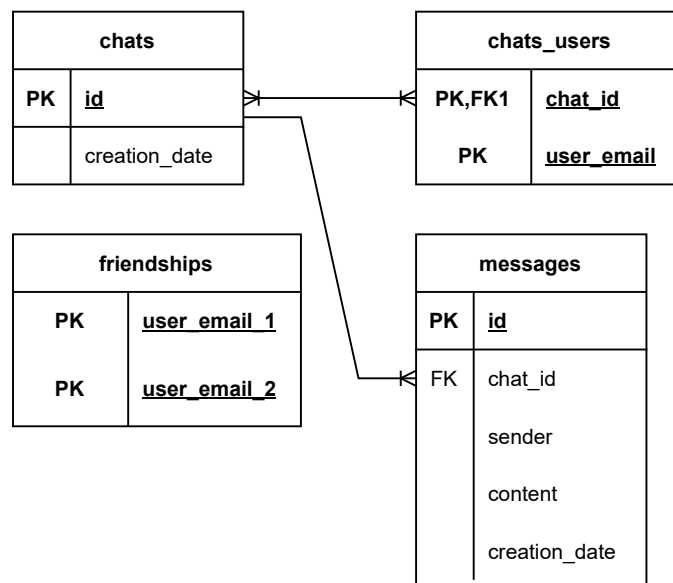 chats
PK id
creation_date
chats_users
PK,FK1 chat_id
PK user_email
friendships
PK user_email_1
PK user_email_2
messages
PK id
FK chat_id
sender
content
creation_date